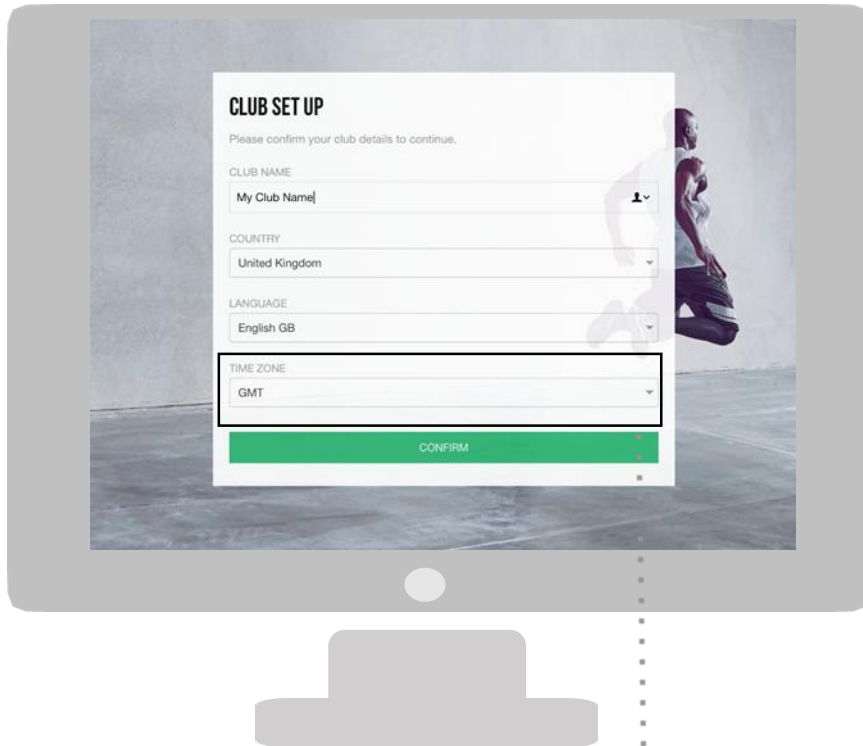 CLUB SET UP
Please confirm your club details to continue.
CLUB NAME
My Club Name
COUNTRY
United Kingdom
LANGUAGE
English GB
TIME ZONE
GMT
CONFIRM